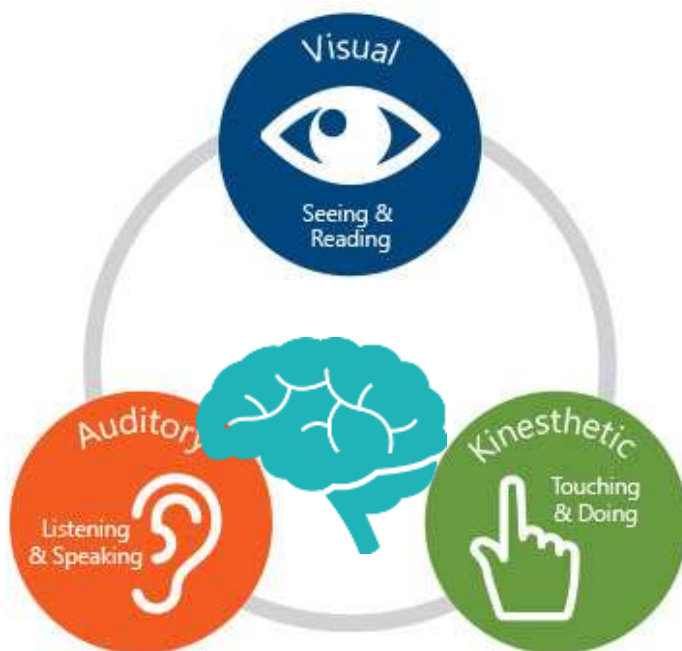 Visual
Seeing &
Reading
Auditory
Listening
& Speaking
Kinesthetic
Touching
& Doing